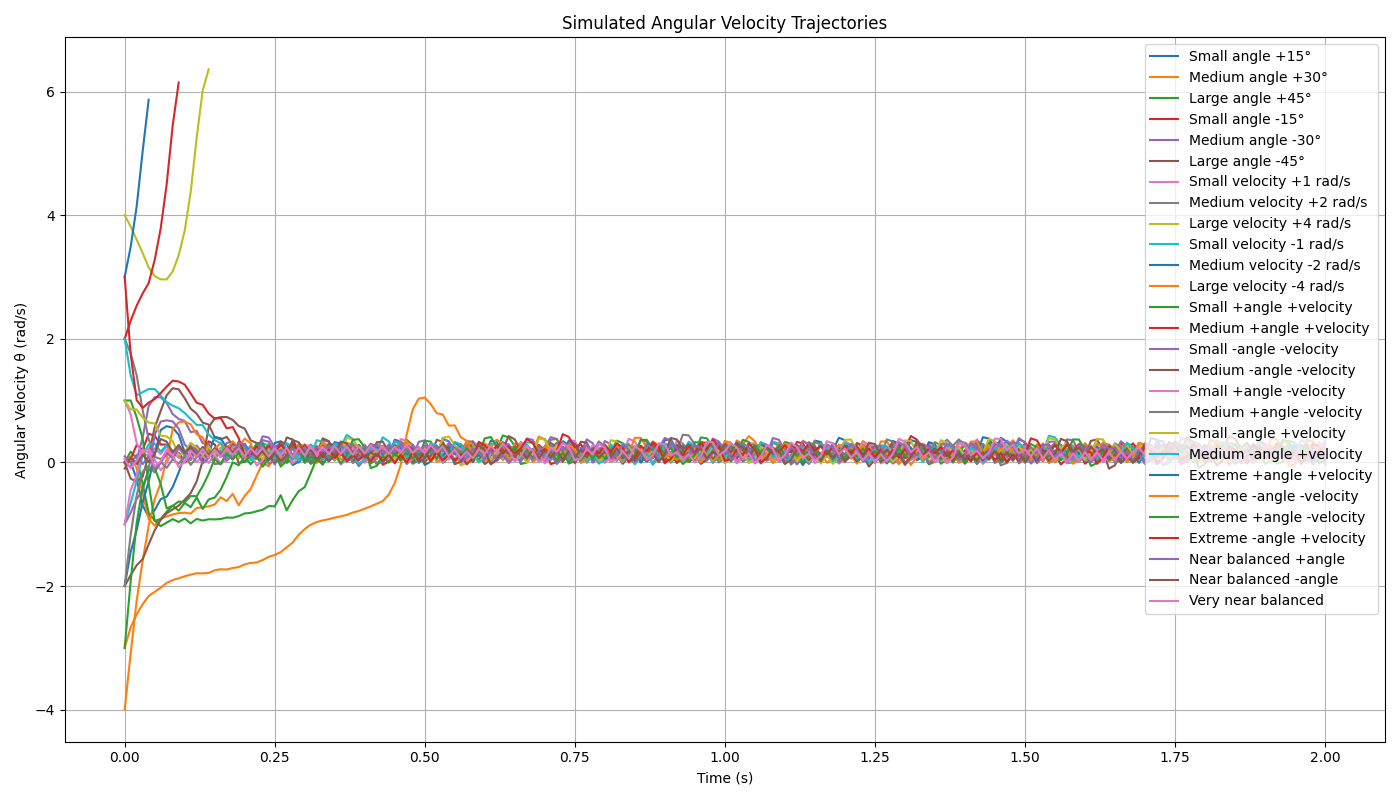 Simulated Angular Velocity Trajectories
Angular Velocity θ (rad/s)
6
4
2
0
−2
−4
0.00
0.25
0.50
0.75
1.00
1.25
1.50
1.75
2.00
Time (s)
Small angle +15°
Medium angle +30°
Large angle +45°
Small angle -15°
Medium angle -30°
Large angle -45°
Small velocity +1 rad/s
Medium velocity +2 rad/s
Large velocity +4 rad/s
Small velocity -1 rad/s
Medium velocity -2 rad/s
Large velocity -4 rad/s
Small +angle +velocity
Medium +angle +velocity
Small -angle -velocity
Medium -angle -velocity
Small +angle -velocity
Medium +angle -velocity
Small -angle +velocity
Medium -angle +velocity
Extreme +angle +velocity
Extreme -angle -velocity
Extreme +angle -velocity
Extreme -angle +velocity
Near balanced +angle
Near balanced -angle
Very near balanced